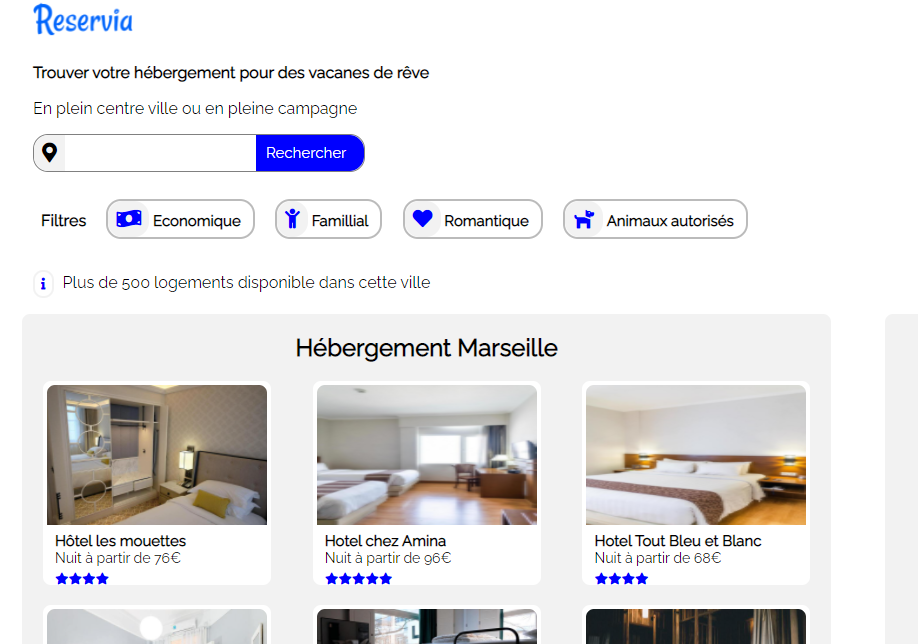 Reservia
Trouver votre hébergement pour des vacanes de rêve
En plein centre ville ou en pleine campagne
Rechercher
Filtres Economique Famillial Romantique Animaux autorisés
i Plus de 500 logements disponible dans cette ville
Hébergement Marseille
Hôtel les mouettes
Nuit à partir de 76€
Hotel chez Amina
Nuit à partir de 96€
Hotel Tout Bleu et Blanc
Nuit à partir de 68€